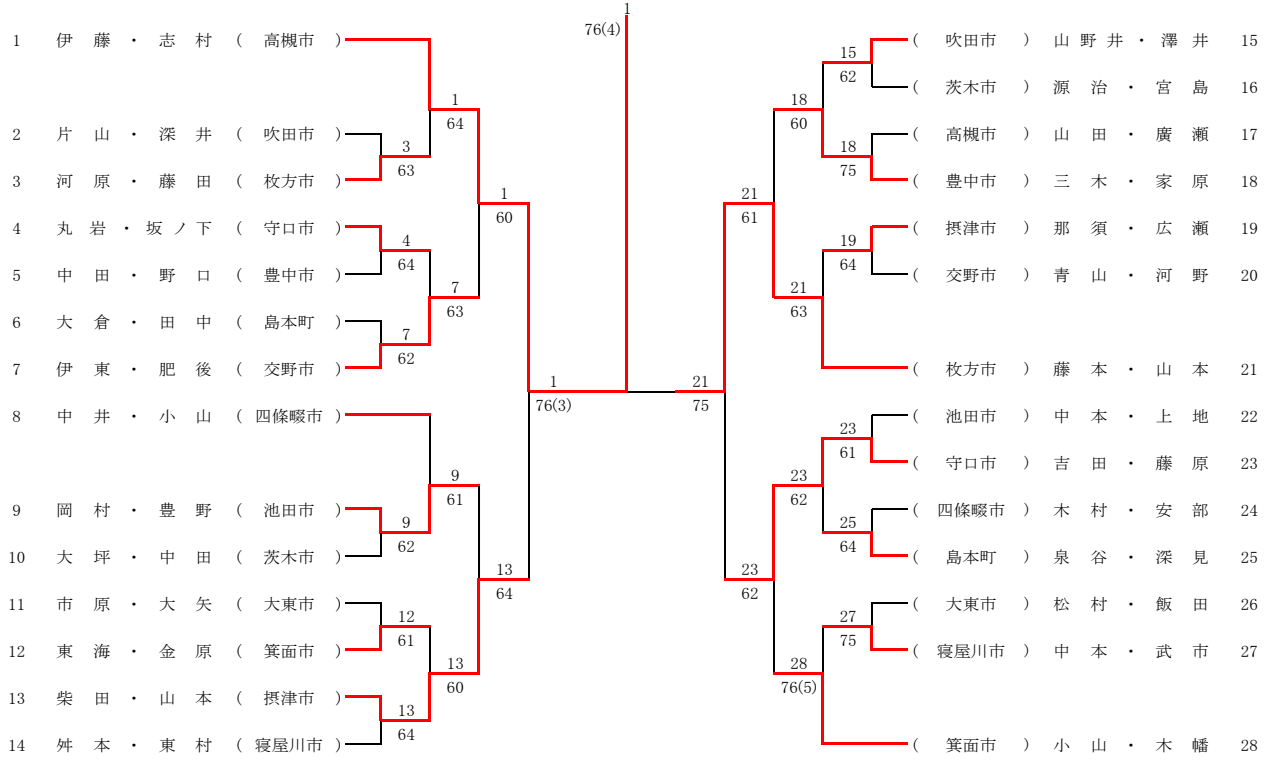 1
76(4)
1 伊藤・志村 ( 高槻市 )
1
64
2 片山・深井 ( 吹田市 )
3
63
3 河原・藤田 ( 枚方市 )
1
60
4 丸岩・坂ノ下 ( 守口市 )
4
64
5 中田・野口 ( 豊中市 )
7
63
6 大倉・田中 ( 島本町 )
7
62
7 伊東・肥後 ( 交野市 )
1
76(3)
8 中井・小山 ( 四條畷市 )
9
61
9 岡村・豊野 ( 池田市 )
9
62
10 大坪・中田 ( 茨木市 )
13
64
11 市原・大矢 ( 大東市 )
12
61
12 東海・金原 ( 箕面市 )
13
60
13 柴田・山本 ( 摂津市 )
13
64
14 舛本・東村 ( 寝屋川市 )
( 吹田市 ) 山野井・澤井 15
15
62
( 茨木市 ) 源治・宮島 16
18
60
( 高槻市 ) 山田・廣瀬 17
18
75
( 豊中市 ) 三木・家原 18
21
61
( 摂津市 ) 那須・広瀬 19
19
64
( 交野市 ) 青山・河野 20
21
63
( 枚方市 ) 藤本・山本 21
21
75
( 池田市 ) 中本・上地 22
23
61
( 守口市 ) 吉田・藤原 23
23
62
( 四條畷市 ) 木村・安部 24
25
64
( 島本町 ) 泉谷・深見 25
23
62
( 大東市 ) 松村・飯田 26
27
75
( 寝屋川市 ) 中本・武市 27
28
76(5)
( 箕面市 ) 小山・木幡 28